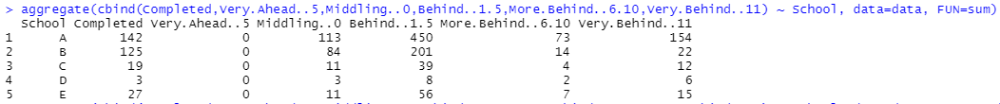 > aggregate(cbind(Completed,Very.Ahead..5,Middling..0,Behind..1.5,More.Behind..6.10,Very.Behind..11) ~ School, data=data, FUN=sum)
School Completed Very.Ahead..5 Middling..0 Behind..1.5 More.Behind..6.10 Very.Behind..11
1 A 142 0 113 450 73 154
2 B 125 0 84 201 14 22
3 C 19 0 11 39 4 12
4 D 3 0 3 8 2 6
5 E 27 0 11 56 7 15